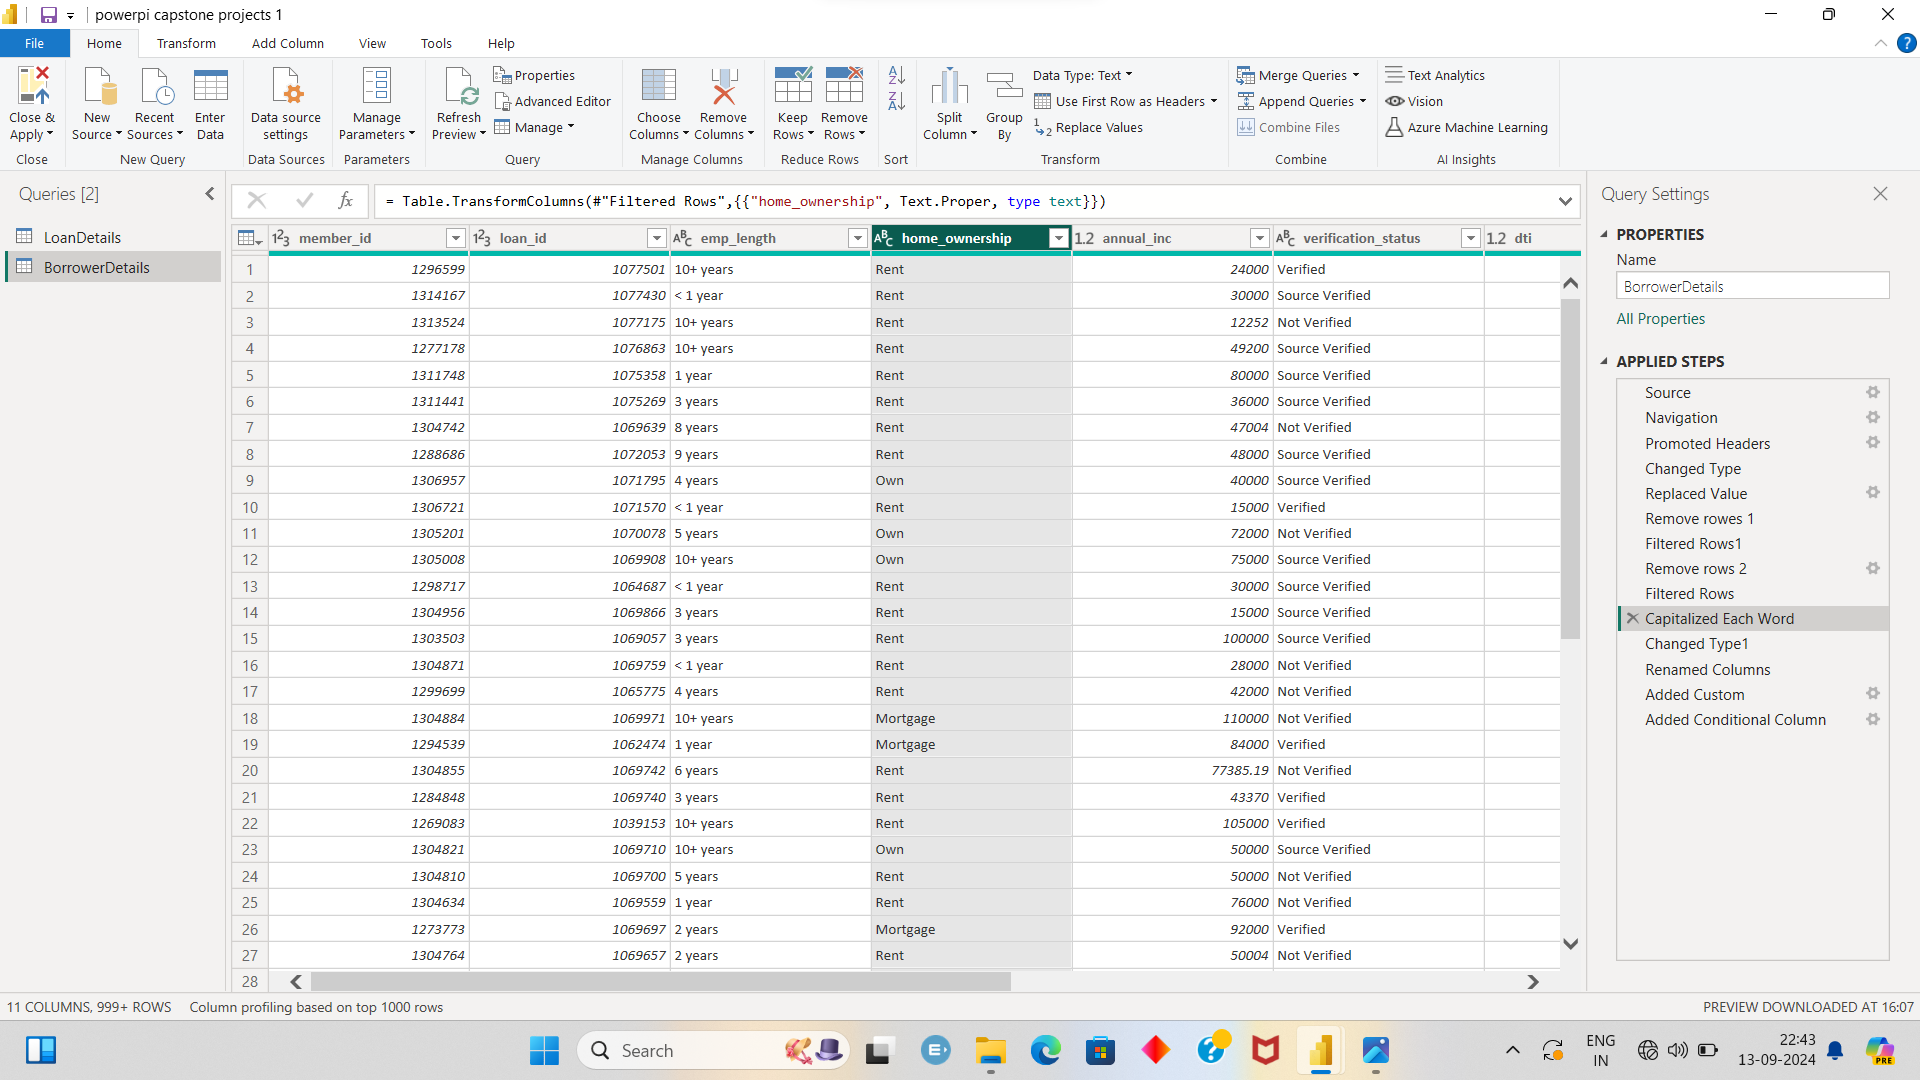 powerpi capstone projects 1
File Home Transform Add Column View Tools Help
Close & Apply
Close
New Source
Recent Sources
Enter Data
New Query
Data source settings
Data Sources
Manage Parameters
Parameters
Refresh Preview
Properties
Advanced Editor
Manage
Query
Choose Columns
Remove Columns
Manage Columns
Keep Rows
Remove Rows
Reduce Rows
Sort
Split Column
Group By
Data Type: Text
Use First Row as Headers
Replace Values
Transform
Merge Queries
Append Queries
Combine Files
Combine
Text Analytics
Vision
Azure Machine Learning
AI Insights
Queries [2]
LoanDetails
BorrowerDetails
fx = Table.TransformColumns(#"Filtered Rows",{{"home_ownership", Text.Proper, type text}})
member_id loan_id emp_length home_ownership annual_inc verification_status dti
1 1296599 1077501 10+ years Rent 24000 Verified
2 1314167 1077430 < 1 year Rent 30000 Source Verified
3 1313524 1077175 10+ years Rent 12252 Not Verified
4 1277178 1076863 10+ years Rent 49200 Source Verified
5 1311748 1075358 1 year Rent 80000 Source Verified
6 1311441 1075269 3 years Rent 36000 Source Verified
7 1304742 1069639 8 years Rent 47004 Not Verified
8 1288686 1072053 9 years Rent 48000 Source Verified
9 1306957 1071795 4 years Own 40000 Source Verified
10 1306721 1071570 < 1 year Rent 15000 Verified
11 1305201 1070078 5 years Own 72000 Not Verified
12 1305008 1069908 10+ years Own 75000 Source Verified
13 1298717 1064687 < 1 year Rent 30000 Source Verified
14 1304956 1069866 3 years Rent 15000 Source Verified
15 1303503 1069057 3 years Rent 100000 Source Verified
16 1304871 1069759 < 1 year Rent 28000 Not Verified
17 1299699 1065775 4 years Rent 42000 Not Verified
18 1304884 1069971 10+ years Mortgage 110000 Not Verified
19 1294539 1062474 1 year Mortgage 84000 Verified
20 1304855 1069742 6 years Rent 77385.19 Not Verified
21 1284848 1069740 3 years Rent 43370 Verified
22 1269083 1039153 10+ years Rent 105000 Verified
23 1304821 1069710 10+ years Own 50000 Source Verified
24 1304810 1069700 5 years Rent 50000 Not Verified
25 1304634 1069559 1 year Rent 76000 Not Verified
26 1273773 1069697 2 years Mortgage 92000 Verified
27 1304764 1069657 2 years Rent 50004 Not Verified
28
Query Settings
PROPERTIES
Name
BorrowerDetails
All Properties
APPLIED STEPS
Source
Navigation
Promoted Headers
Changed Type
Replaced Value
Remove rowes 1
Filtered Rows1
Remove rows 2
Filtered Rows
Capitalized Each Word
Changed Type1
Renamed Columns
Added Custom
Added Conditional Column
11 COLUMNS, 999+ ROWS Column profiling based on top 1000 rows
PREVIEW DOWNLOADED AT 16:07
Search
ENG
IN
22:43
13-09-2024
PRE